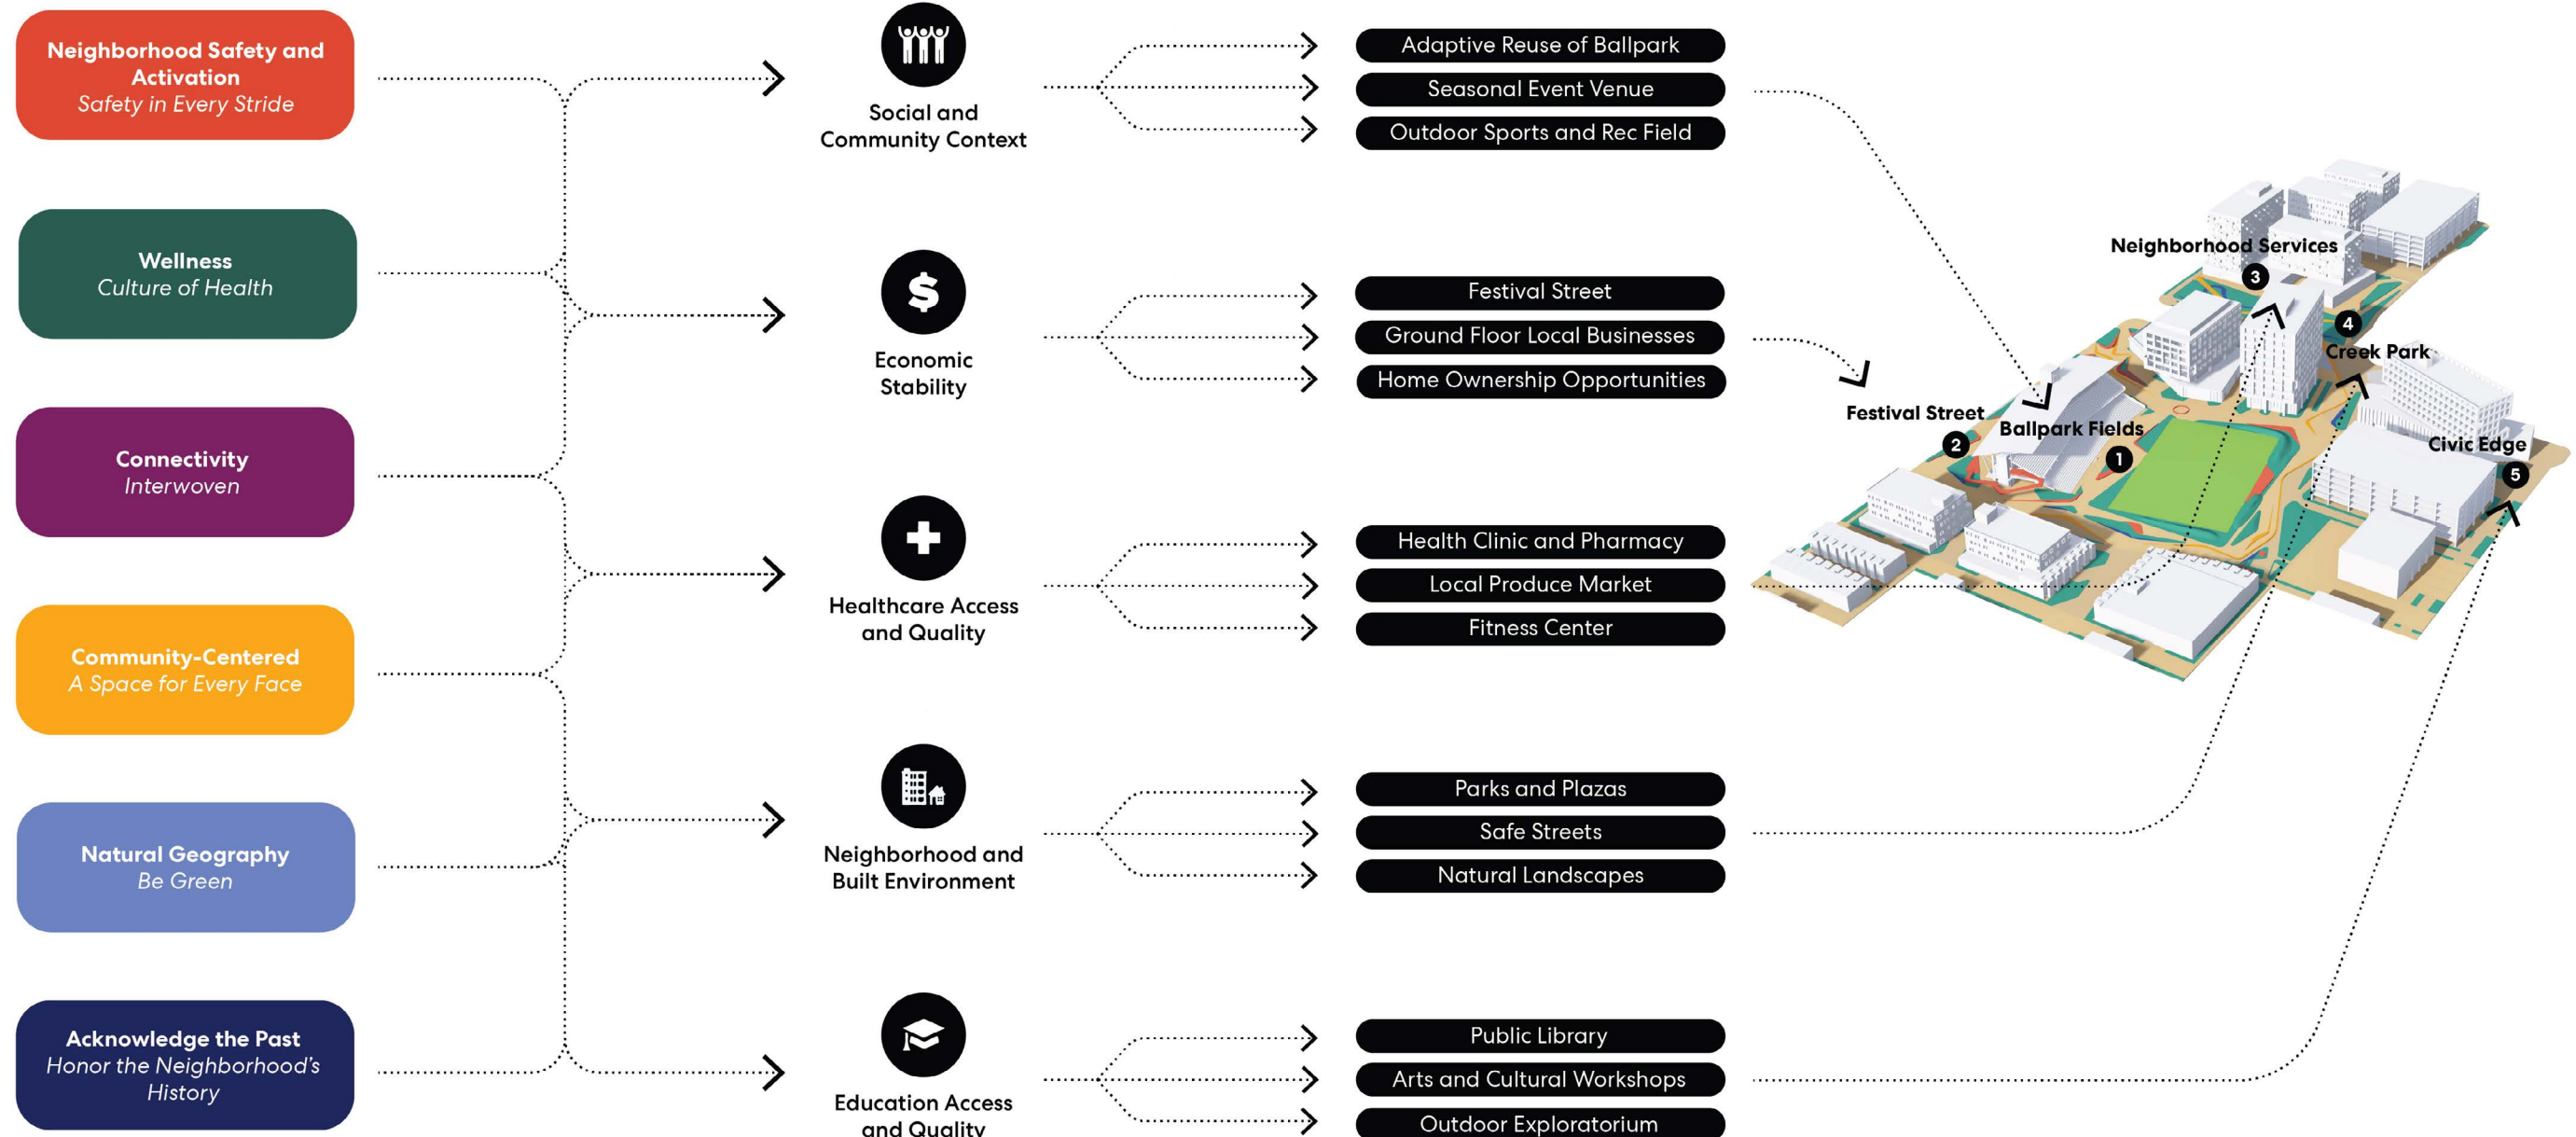 Neighborhood Safety and
Activation
Safety in Every Stride
Wellness
Culture of Health
Connectivity
Interwoven
Community-Centered
A Space for Every Face
Natural Geography
Be Green
Acknowledge the Past
Honor the Neighborhood's
History
Social and
Community Context
Economic
Stability
Healthcare Access
and Quality
Neighborhood and
Built Environment
Education Access
and Quality
Adaptive Reuse of Ballpark
Seasonal Event Venue
Outdoor Sports and Rec Field
Festival Street
Ground Floor Local Businesses
Home Ownership Opportunities
Health Clinic and Pharmacy
Local Produce Market
Fitness Center
Parks and Plazas
Safe Streets
Natural Landscapes
Public Library
Arts and Cultural Workshops
Outdoor Exploratorium
Neighborhood Services
3
4
Creek Park
Festival Street
2
Ballpark Fields
1
Civic Edge
5
$